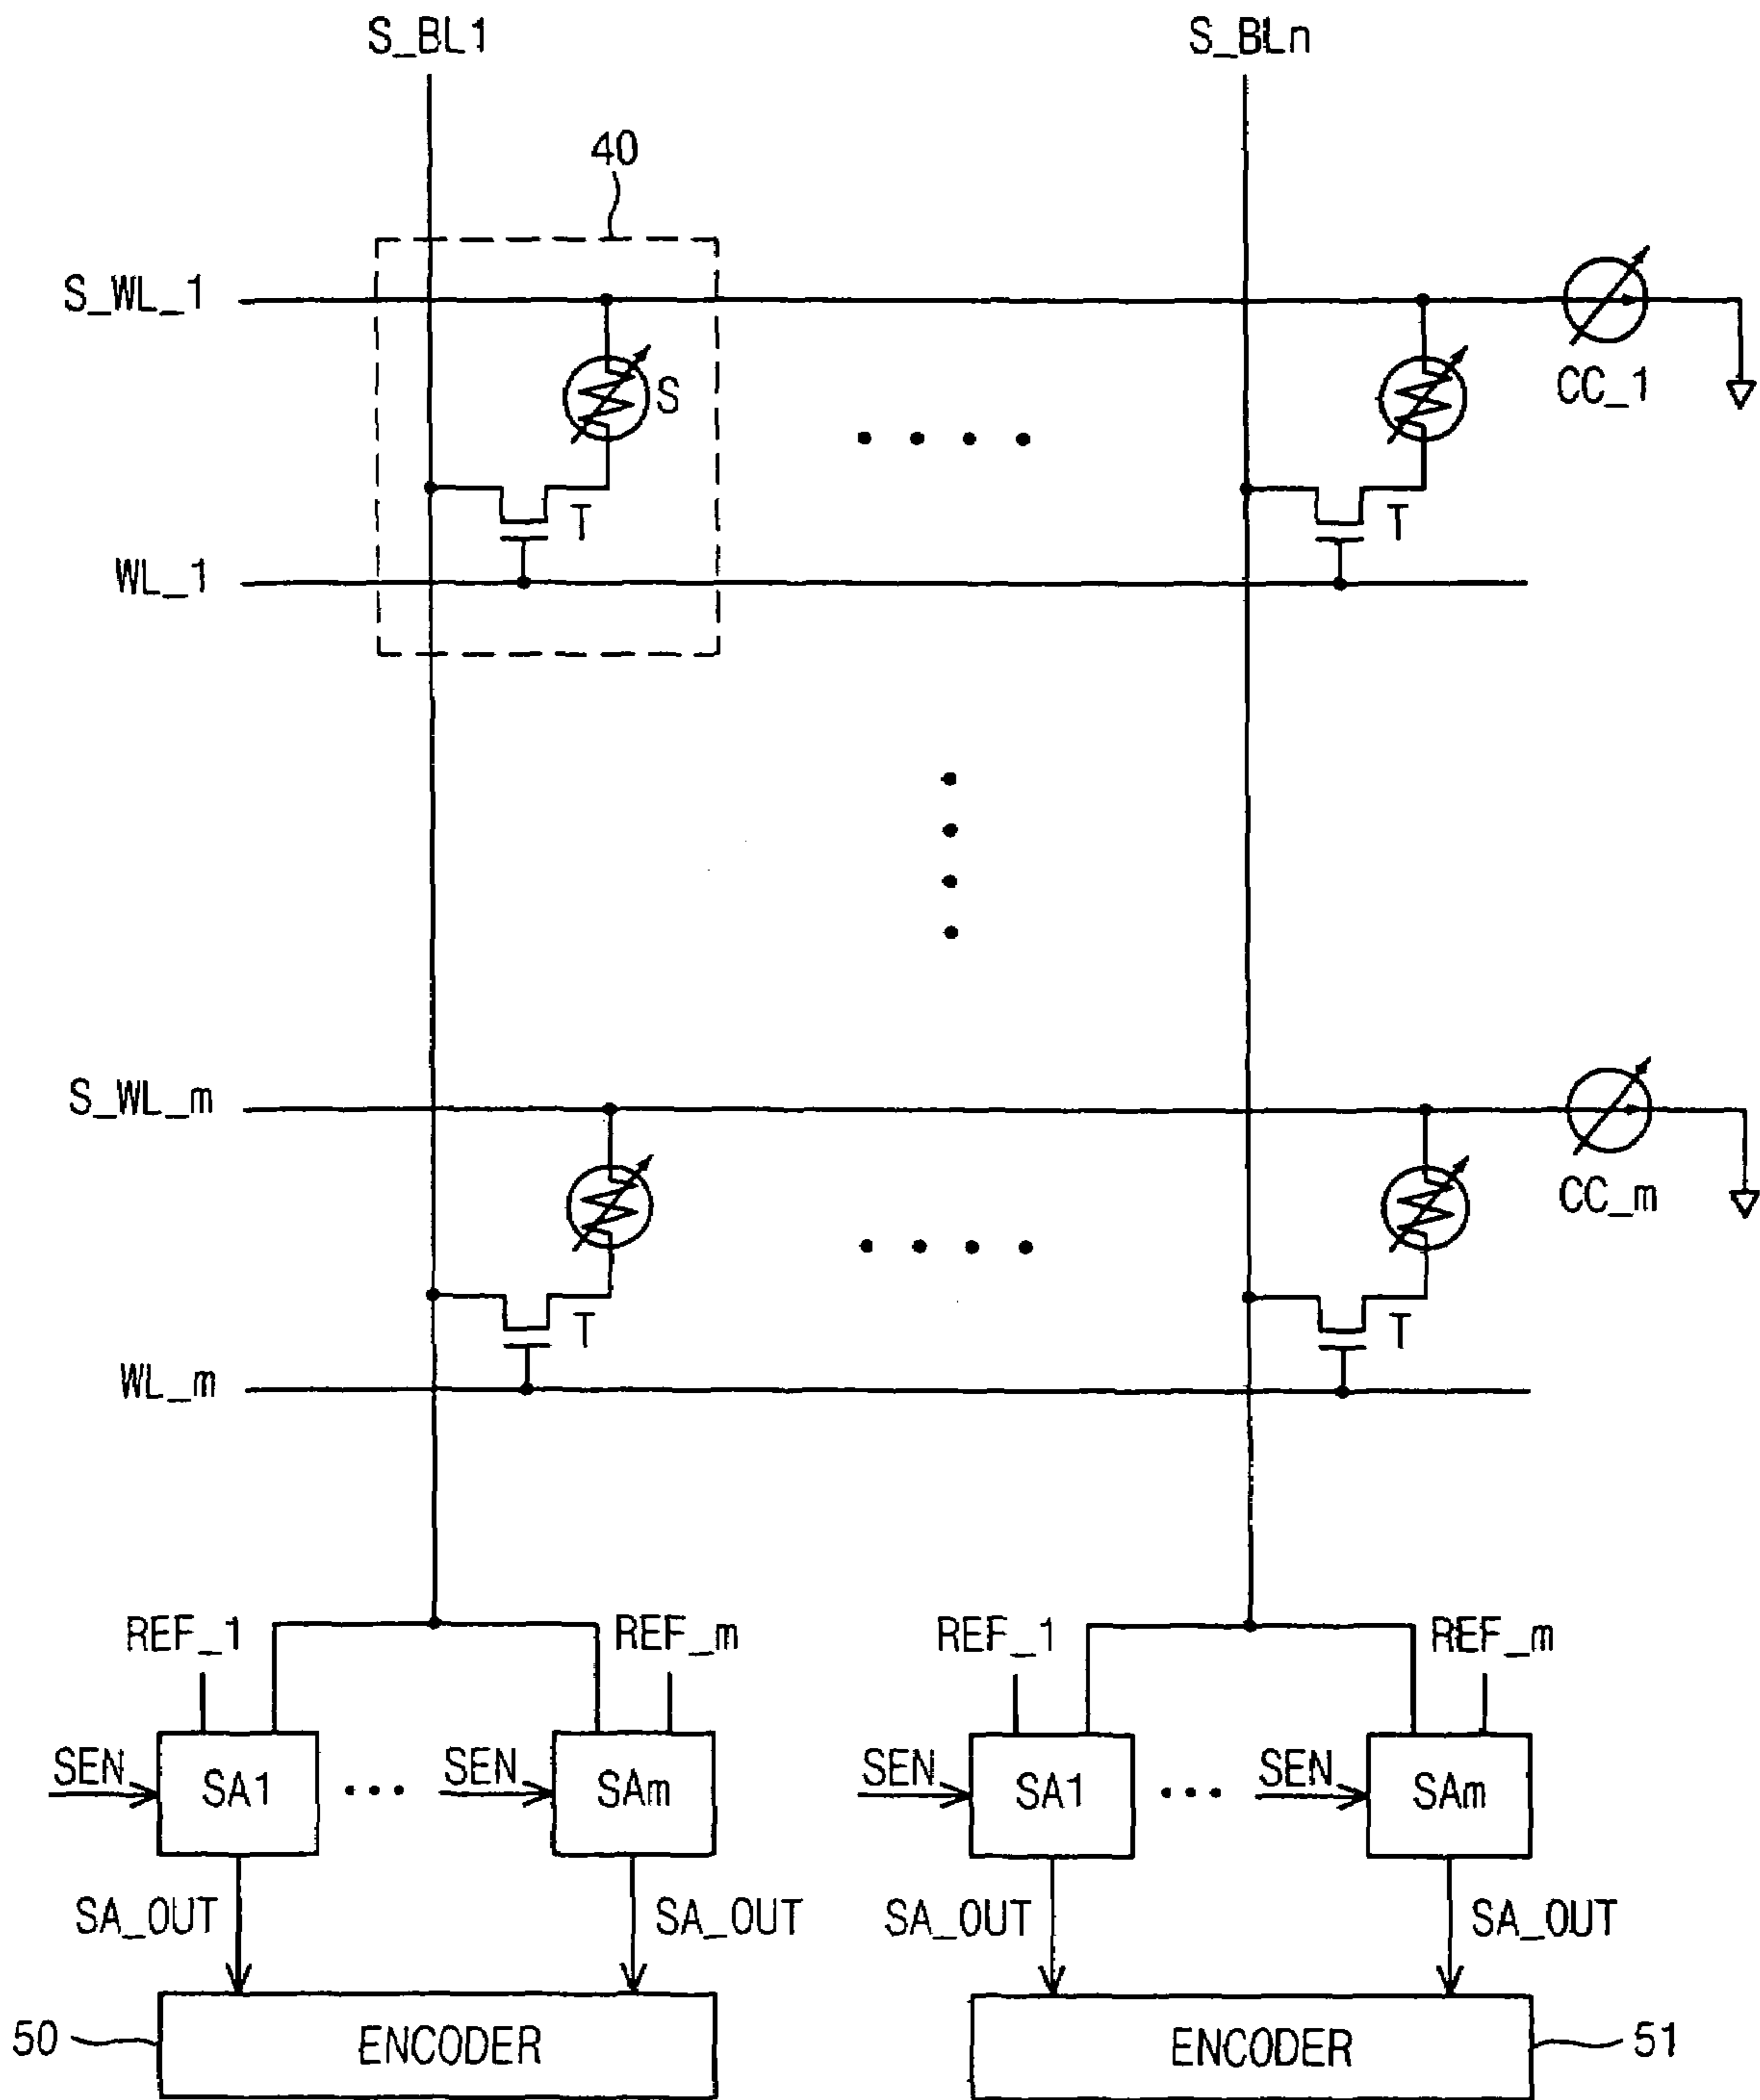 S_BL1 S_BLn
40
S_WL_1
S
CC_1
T T
WL_1
S_WL_m
CC_m
T T
WL_m
REF_1 REF_m REF_1 REF_m
SEN SA1 SEN SAm SEN SA1 SEN SAm
SA_OUT SA_OUT SA_OUT SA_OUT
50 ENCODER ENCODER 51